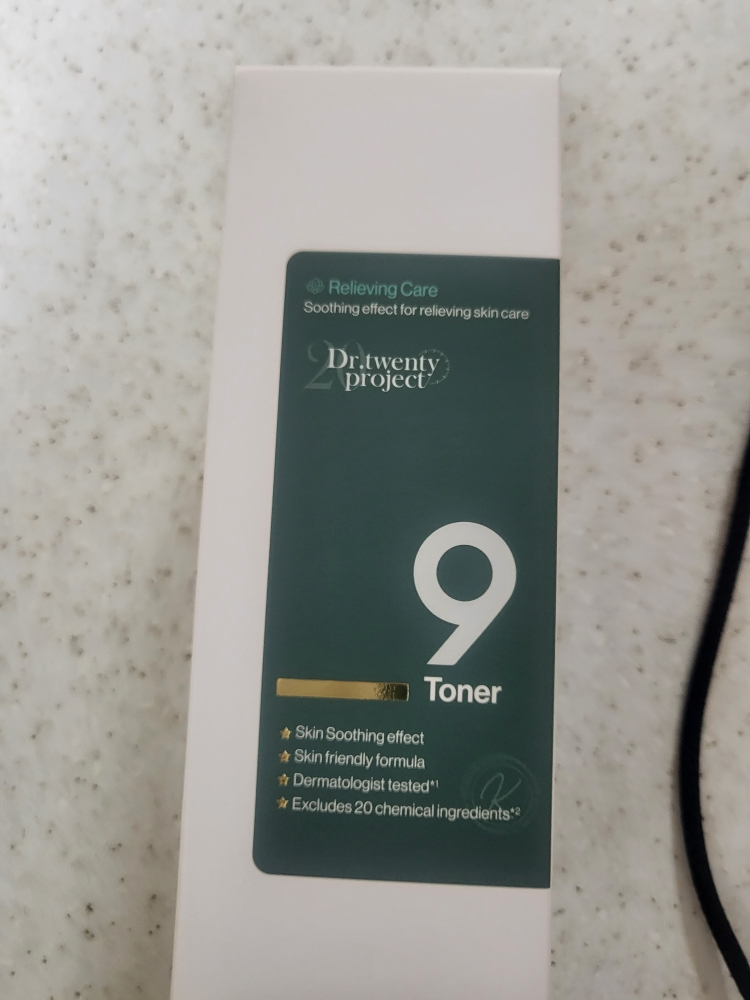 Relieving Care
Soothing effect for relieving skin care
20
Dr.twenty
project
9
Toner
Skin Soothing effect
Skin friendly formula
Dermatologist tested*1
Excludes 20 chemical ingredients*2
K